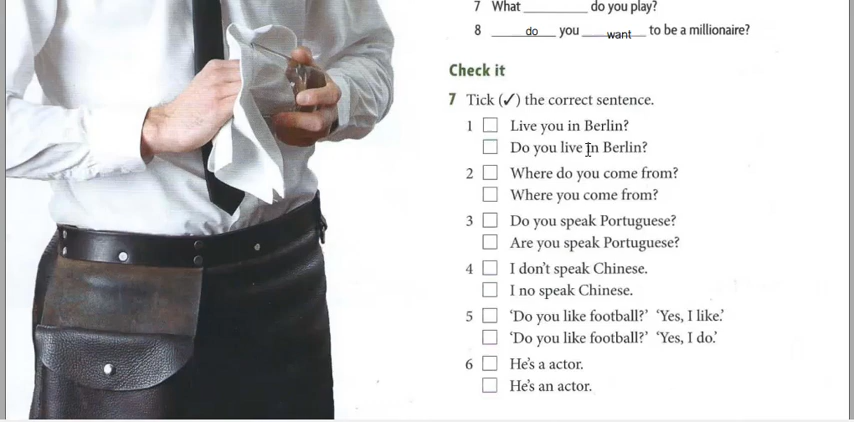 7 What ________ do you play?
8 ____do____ you ____want____ to be a millionaire?
Check it
7 Tick (✓) the correct sentence.
1 ☐ Live you in Berlin?
☐ Do you live in Berlin?
2 ☐ Where do you come from?
☐ Where you come from?
3 ☐ Do you speak Portuguese?
☐ Are you speak Portuguese?
4 ☐ I don't speak Chinese.
☐ I no speak Chinese.
5 ☐ ‘Do you like football?’ ‘Yes, I like.’
☐ ‘Do you like football?’ ‘Yes, I do.’
6 ☐ He's a actor.
☐ He's an actor.